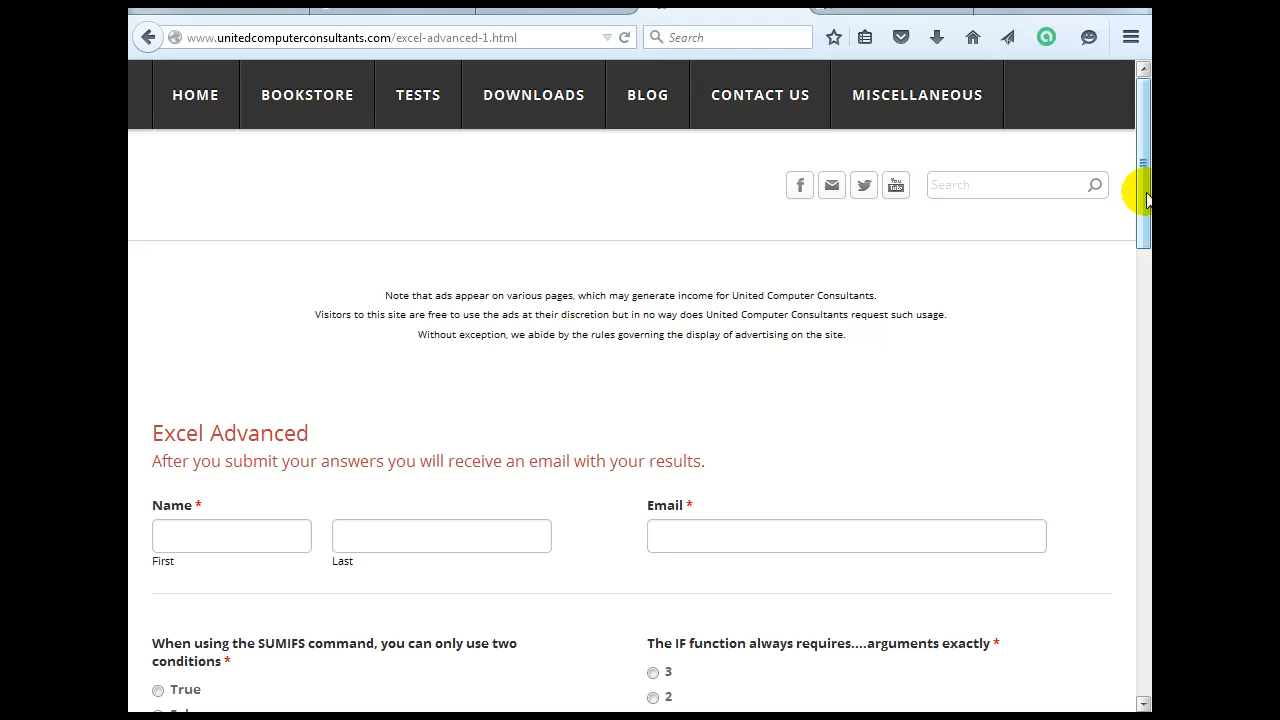 www.unitedcomputerconsultants.com/excel-advanced-1.html
Search
HOME
BOOKSTORE
TESTS
DOWNLOADS
BLOG
CONTACT US
MISCELLANEOUS
You Tube
Search
Note that ads appear on various pages, which may generate income for United Computer Consultants.
Visitors to this site are free to use the ads at their discretion but in no way does United Computer Consultants request such usage.
Without exception, we abide by the rules governing the display of advertising on the site.
Excel Advanced
After you submit your answers you will receive an email with your results.
Name *
Email *
First
Last
When using the SUMIFS command, you can only use two
conditions *
The IF function always requires....arguments exactly *
True
3
2